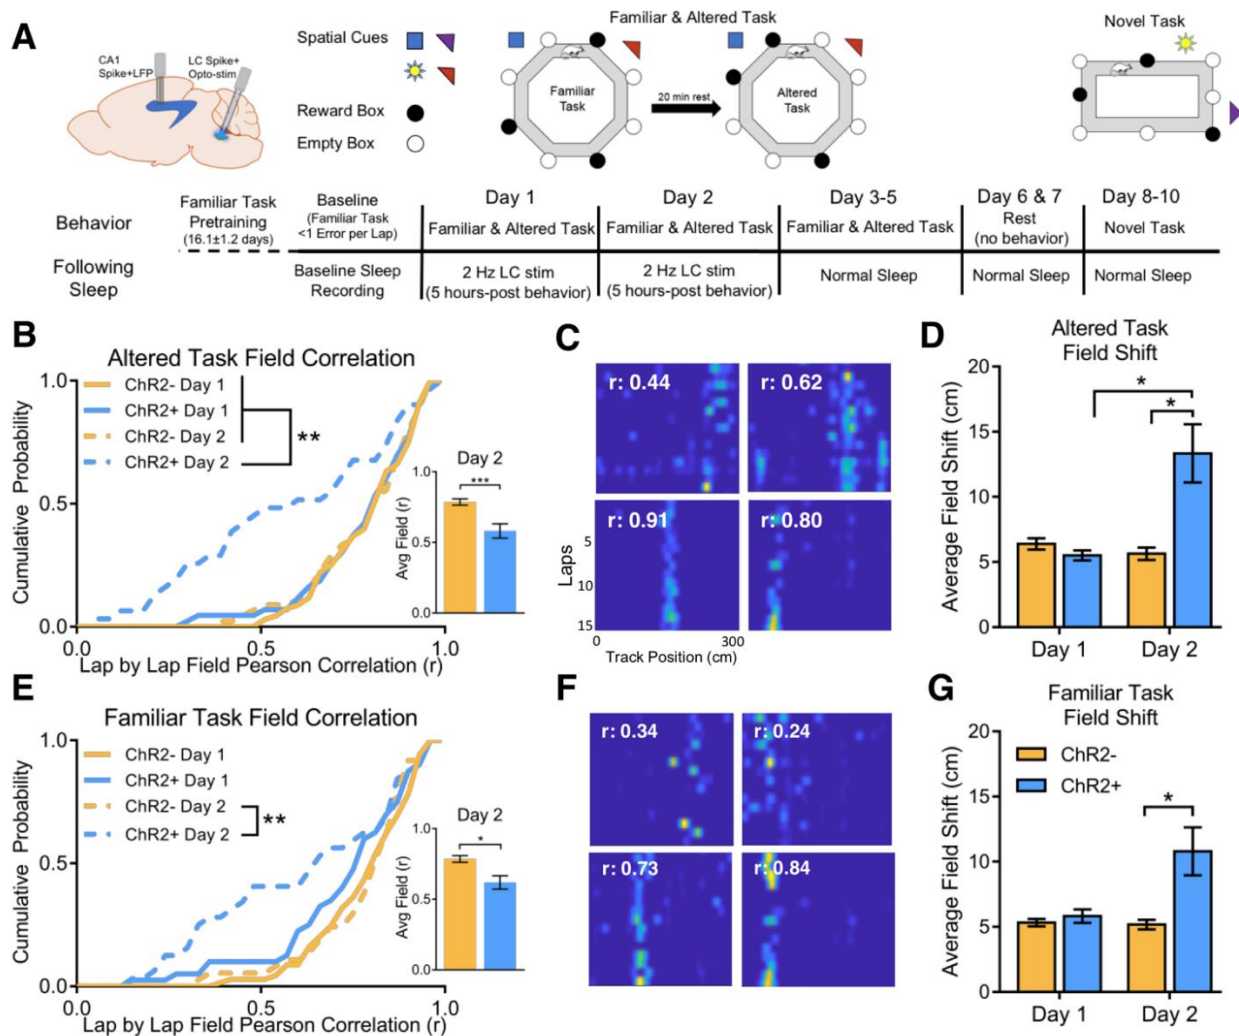 A
CA1
Spike+LFP
LC Spike+
Opto-stim
Spatial Cues
Reward Box
Empty Box
Familiar & Altered Task
Familiar
Task
20 min rest
Altered
Task
Novel Task
Behavior
Familiar Task
Pretraining
(16.1±1.2 days)
Baseline
(Familiar Task
<1 Error per Lap)
Day 1
Familiar & Altered Task
Day 2
Familiar & Altered Task
Day 3-5
Familiar & Altered Task
Day 6 & 7
Rest
(no behavior)
Day 8-10
Novel Task
Following
Sleep
Baseline Sleep
Recording
2 Hz LC stim
(5 hours-post behavior)
2 Hz LC stim
(5 hours-post behavior)
Normal Sleep
Normal Sleep
Normal Sleep
B
Altered Task Field Correlation
ChR2- Day 1
ChR2+ Day 1
ChR2- Day 2
ChR2+ Day 2
**
Cumulative Probability
1.0
0.5
0.0
0.0
0.5
1.0
Lap by Lap Field Pearson Correlation (r)
Day 2
***
Avg Field (r)
1.0
0.5
0.0
C
r: 0.44
r: 0.62
r: 0.91
r: 0.80
Laps
5
10
15
0
300
Track Position (cm)
D
Altered Task
Field Shift
Average Field Shift (cm)
20
15
10
5
0
*
*
Day 1
Day 2
E
Familiar Task Field Correlation
ChR2- Day 1
ChR2+ Day 1
ChR2- Day 2
ChR2+ Day 2
**
Cumulative Probability
1.0
0.5
0.0
0.0
0.5
1.0
Lap by Lap Field Pearson Correlation (r)
Day 2
*
Avg Field (r)
1.0
0.5
0.0
F
r: 0.34
r: 0.24
r: 0.73
r: 0.84
G
Familiar Task
Field Shift
ChR2-
ChR2+
Average Field Shift (cm)
20
15
10
5
0
*
Day 1
Day 2